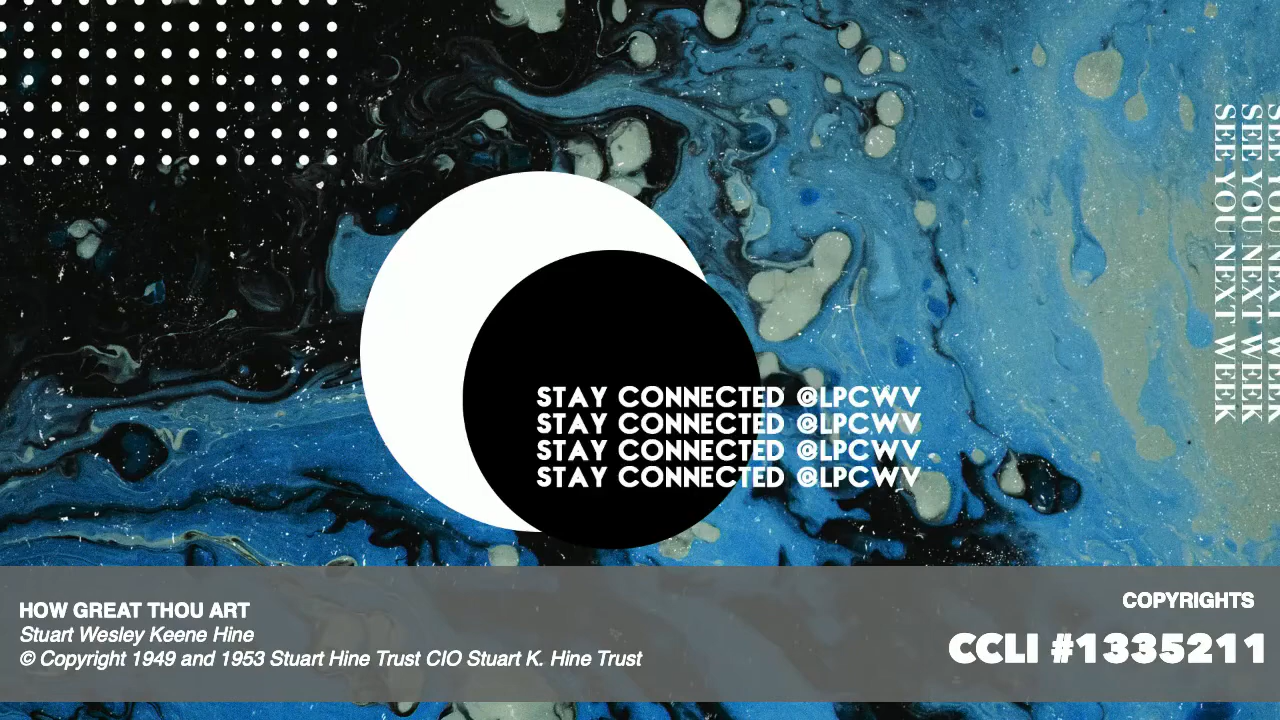 SEE YOU NEXT WEEK
SEE YOU NEXT WEEK
SEE YOU NEXT WEEK
STAY CONNECTED @LPCWV
STAY CONNECTED @LPCWV
STAY CONNECTED @LPCWV
STAY CONNECTED @LPCWV
HOW GREAT THOU ART
Stuart Wesley Keene Hine
© Copyright 1949 and 1953 Stuart Hine Trust CIO Stuart K. Hine Trust
COPYRIGHTS
CCLI #1335211